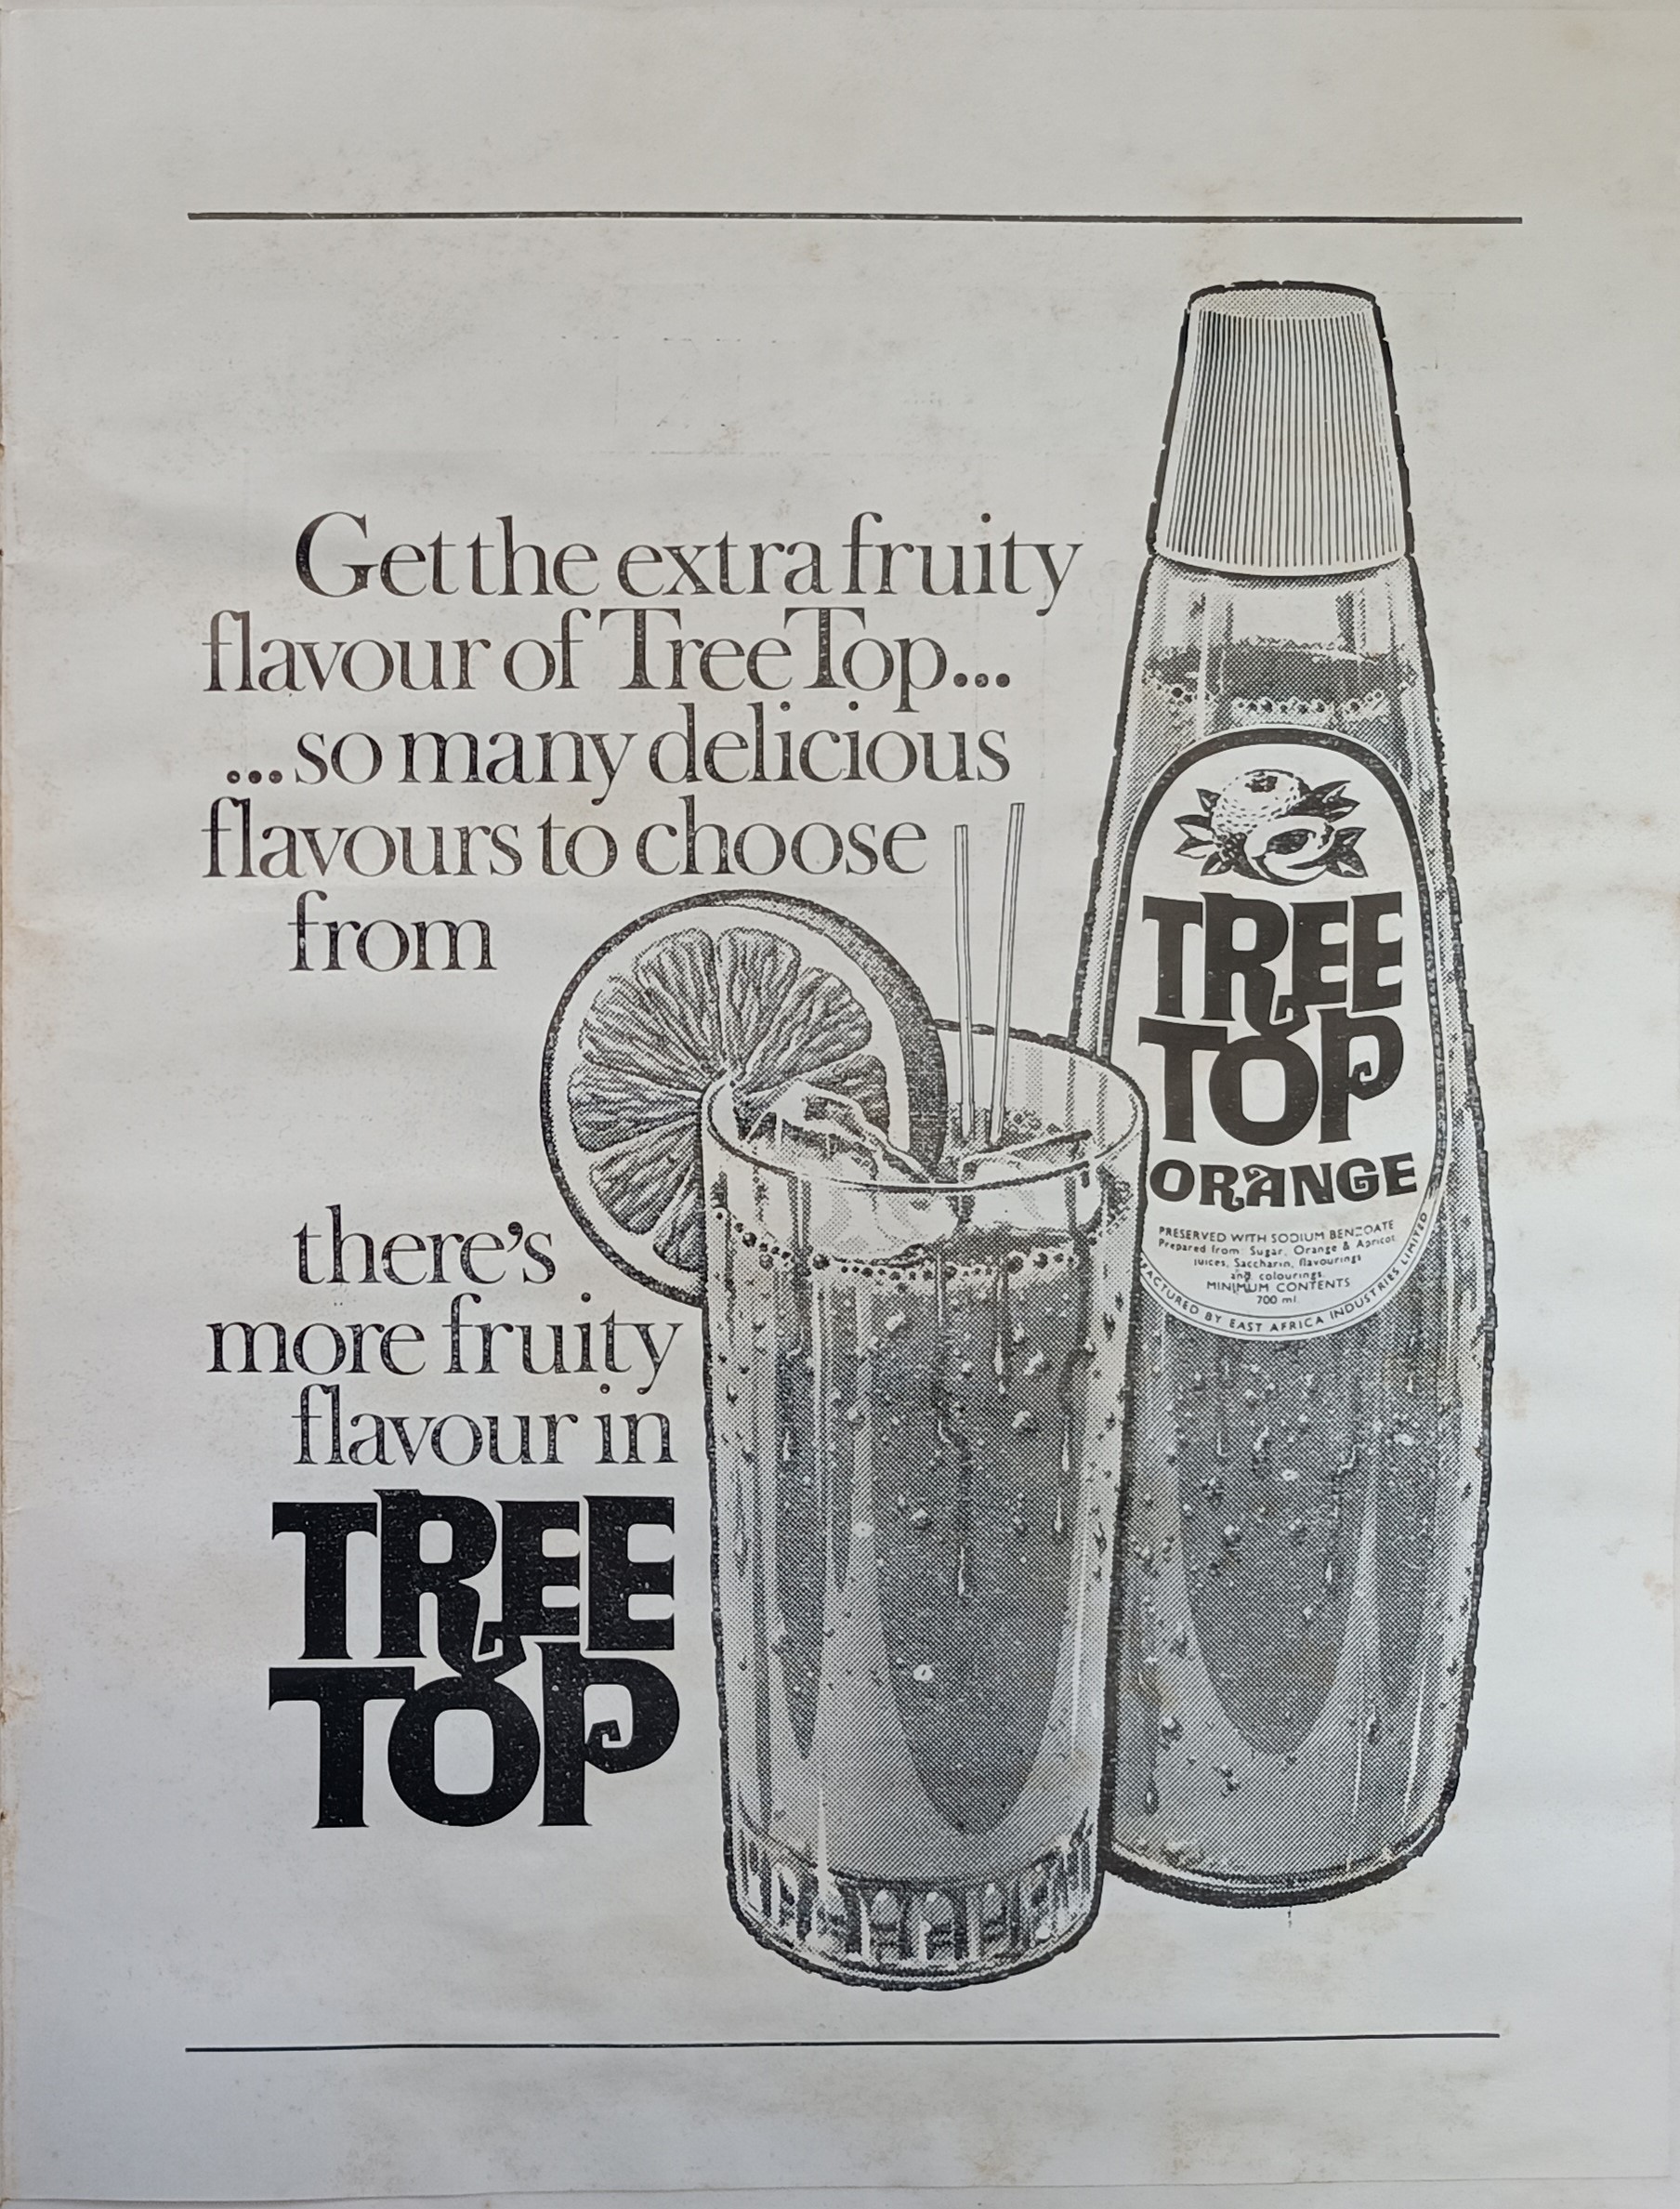 Get the extra fruity
flavour of Tree Top...
...so many delicious
flavours to choose
from
there's
more fruity
flavour in
TREE
TOP
TREE
TOP
ORANGE
PRESERVED WITH SODIUM BENZOATE
Prepared from Sugar, Orange & Apricot
juices, Saccharin, flavourings
and colourings.
MINIMUM CONTENTS
700 ml.
BY EAST AFRICA INDUSTRIES LIMITED